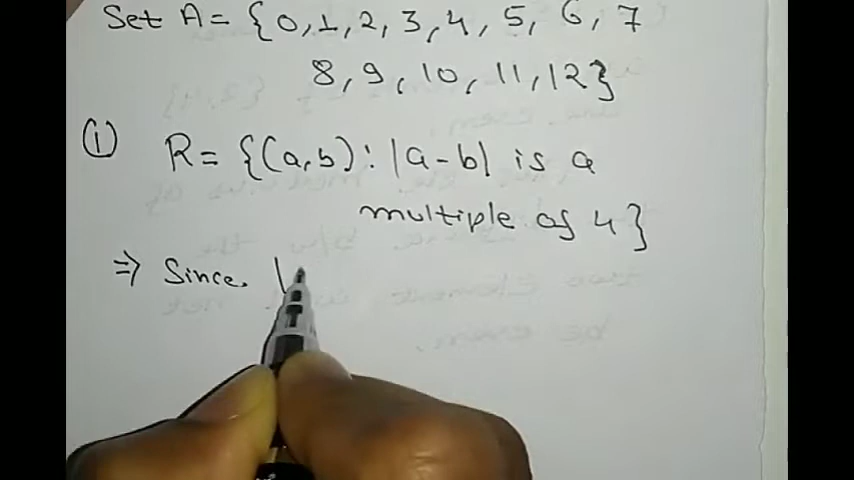 Set A = {0, 1, 2, 3, 4, 5, 6, 7
8, 9, 10, 11, 12}
(i) R = {(a, b) : |a - b| is a
multiple of 4}
⇒ Since |